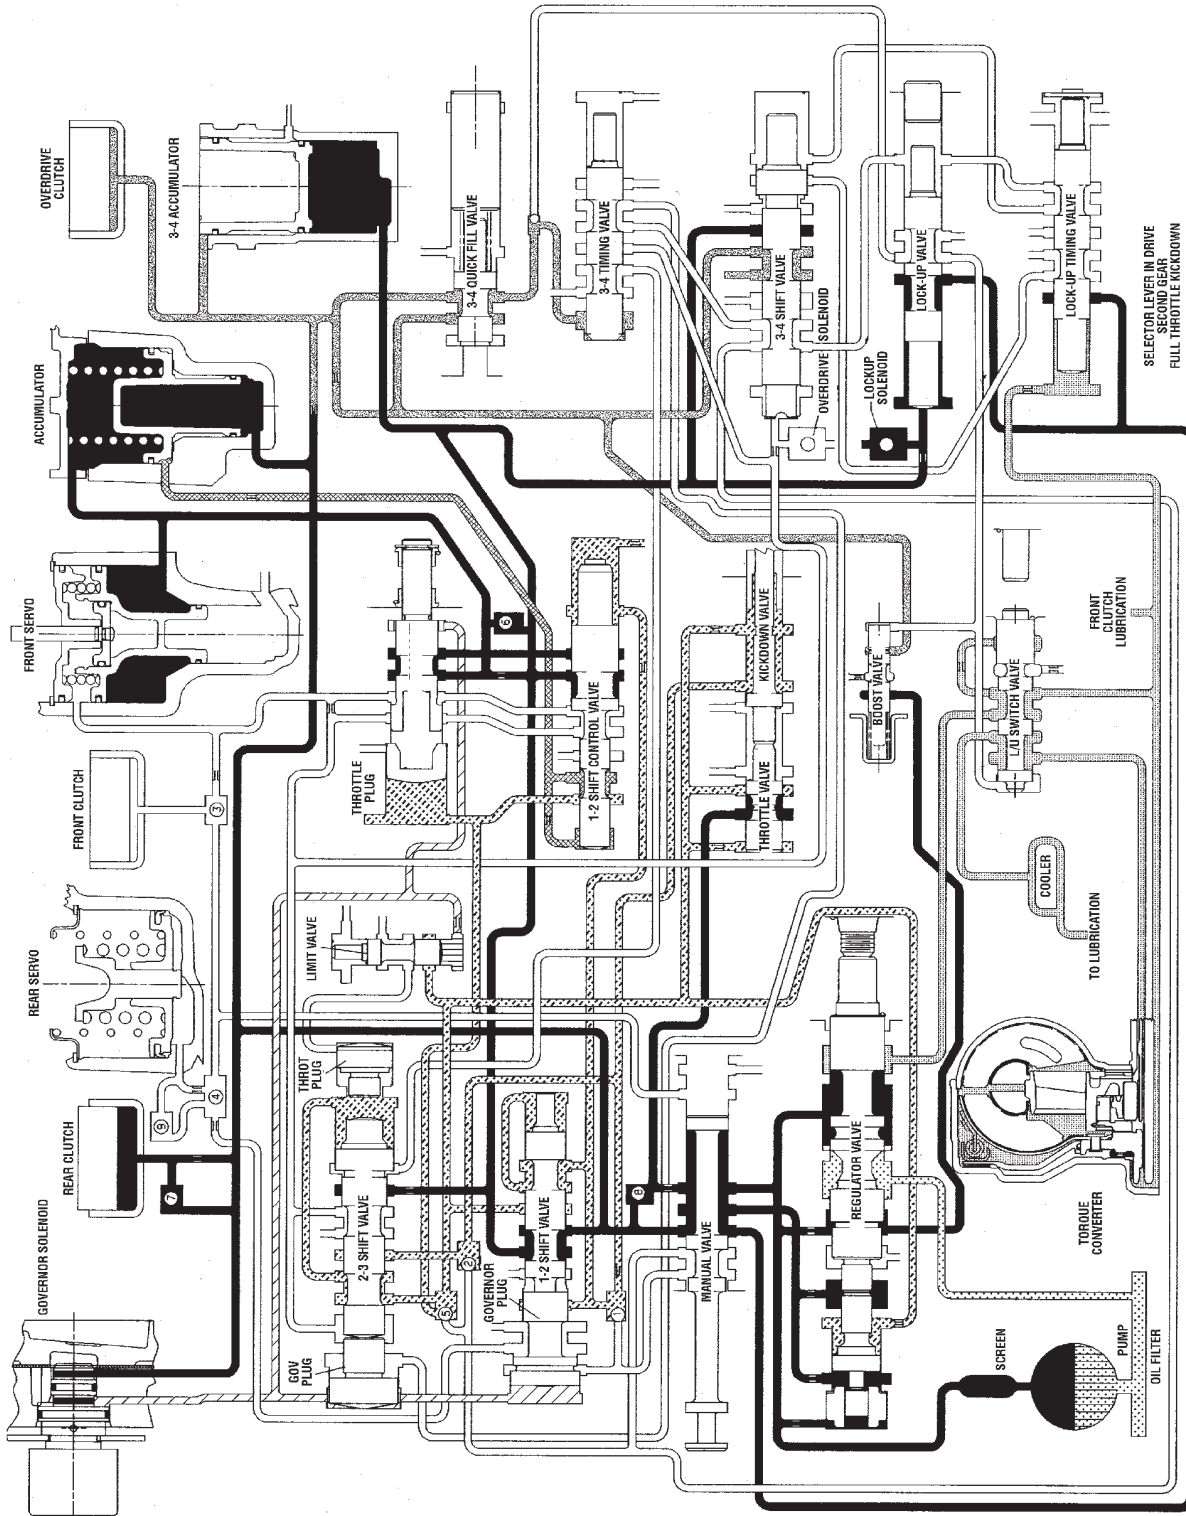 OVERDRIVE
CLUTCH
3-4 ACCUMULATOR
3-4 QUICK FILL VALVE
3-4 TIMING VALVE
3-4 SHIFT VALVE
OVERDRIVE SOLENOID
LOCKUP
SOLENOID
LOCK-UP VALVE
LOCK-UP TIMING VALVE
SELECTOR LEVER IN DRIVE
SECOND GEAR
FULL THROTTLE KICKDOWN
ACCUMULATOR
FRONT SERVO
6
THROTTLE
PLUG
1-2 SHIFT CONTROL VALVE
KICKDOWN VALVE
THROTTLE VALVE
BOOST VALVE
L/U SWITCH VALVE
FRONT
CLUTCH
LUBRICATION
FRONT CLUTCH
3
COOLER
TO LUBRICATION
REAR SERVO
LIMIT VALVE
REAR CLUTCH
9
4
7
THROT
PLUG
2-3 SHIFT VALVE
2
5
1-2 SHIFT VALVE
GOVERNOR
PLUG
1
8
MANUAL VALVE
REGULATOR VALVE
TORQUE
CONVERTER
GOVERNOR SOLENOID
GOV
PLUG
SCREEN
PUMP
OIL FILTER